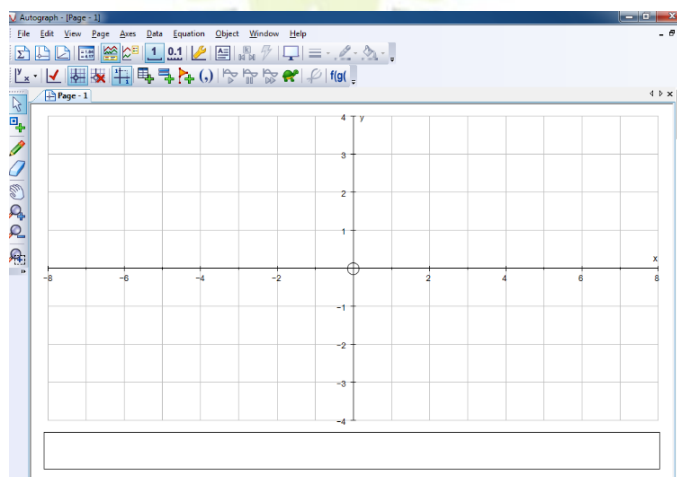 Autograph - [Page - 1]
File Edit View Page Axes Data Equation Object Window Help
1 0.1
f(g(
Page - 1
4 y
3
2
1
x
-8 -6 -4 -2 2 4 6 8
-1
-2
-3
-4